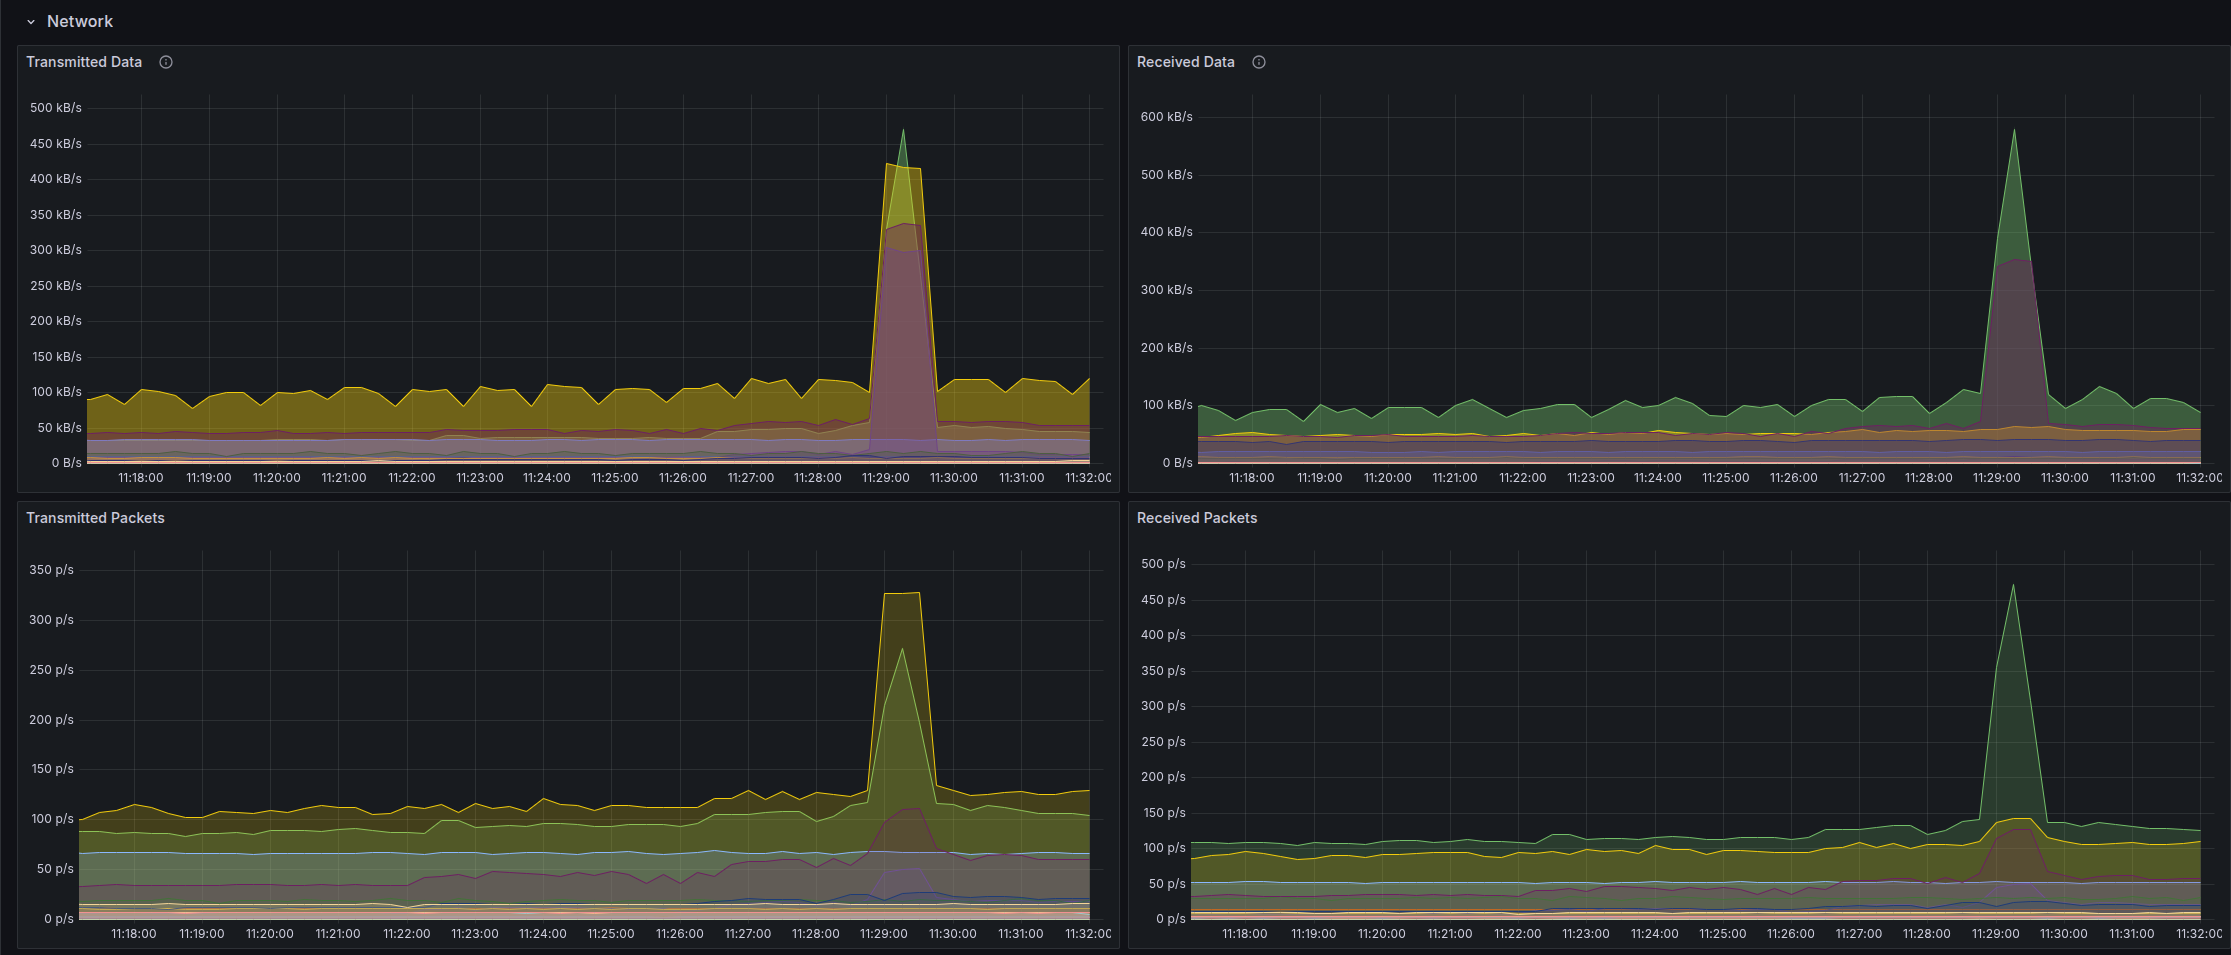 Network
Transmitted Data
500 kB/s
450 kB/s
400 kB/s
350 kB/s
300 kB/s
250 kB/s
200 kB/s
150 kB/s
100 kB/s
50 kB/s
0 B/s
11:18:00 11:19:00 11:20:00 11:21:00 11:22:00 11:23:00 11:24:00 11:25:00 11:26:00 11:27:00 11:28:00 11:29:00 11:30:00 11:31:00 11:32:00
Received Data
600 kB/s
500 kB/s
400 kB/s
300 kB/s
200 kB/s
100 kB/s
0 B/s
11:18:00 11:19:00 11:20:00 11:21:00 11:22:00 11:23:00 11:24:00 11:25:00 11:26:00 11:27:00 11:28:00 11:29:00 11:30:00 11:31:00 11:32:00
Transmitted Packets
350 p/s
300 p/s
250 p/s
200 p/s
150 p/s
100 p/s
50 p/s
0 p/s
11:18:00 11:19:00 11:20:00 11:21:00 11:22:00 11:23:00 11:24:00 11:25:00 11:26:00 11:27:00 11:28:00 11:29:00 11:30:00 11:31:00 11:32:00
Received Packets
500 p/s
450 p/s
400 p/s
350 p/s
300 p/s
250 p/s
200 p/s
150 p/s
100 p/s
50 p/s
0 p/s
11:18:00 11:19:00 11:20:00 11:21:00 11:22:00 11:23:00 11:24:00 11:25:00 11:26:00 11:27:00 11:28:00 11:29:00 11:30:00 11:31:00 11:32:00